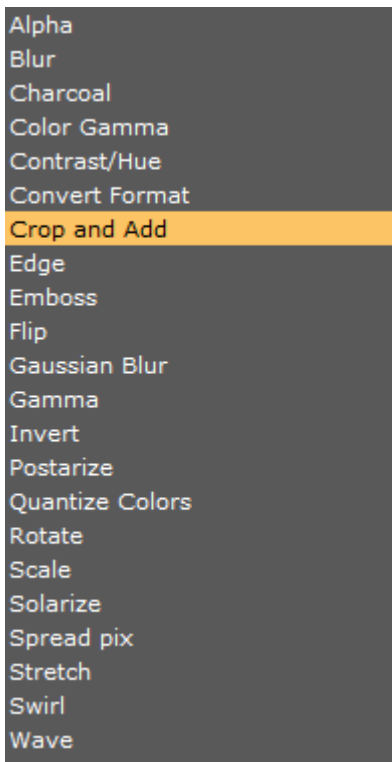 Alpha
Blur
Charcoal
Color Gamma
Contrast/Hue
Convert Format
Crop and Add
Edge
Emboss
Flip
Gaussian Blur
Gamma
Invert
Postarize
Quantize Colors
Rotate
Scale
Solarize
Spread pix
Stretch
Swirl
Wave